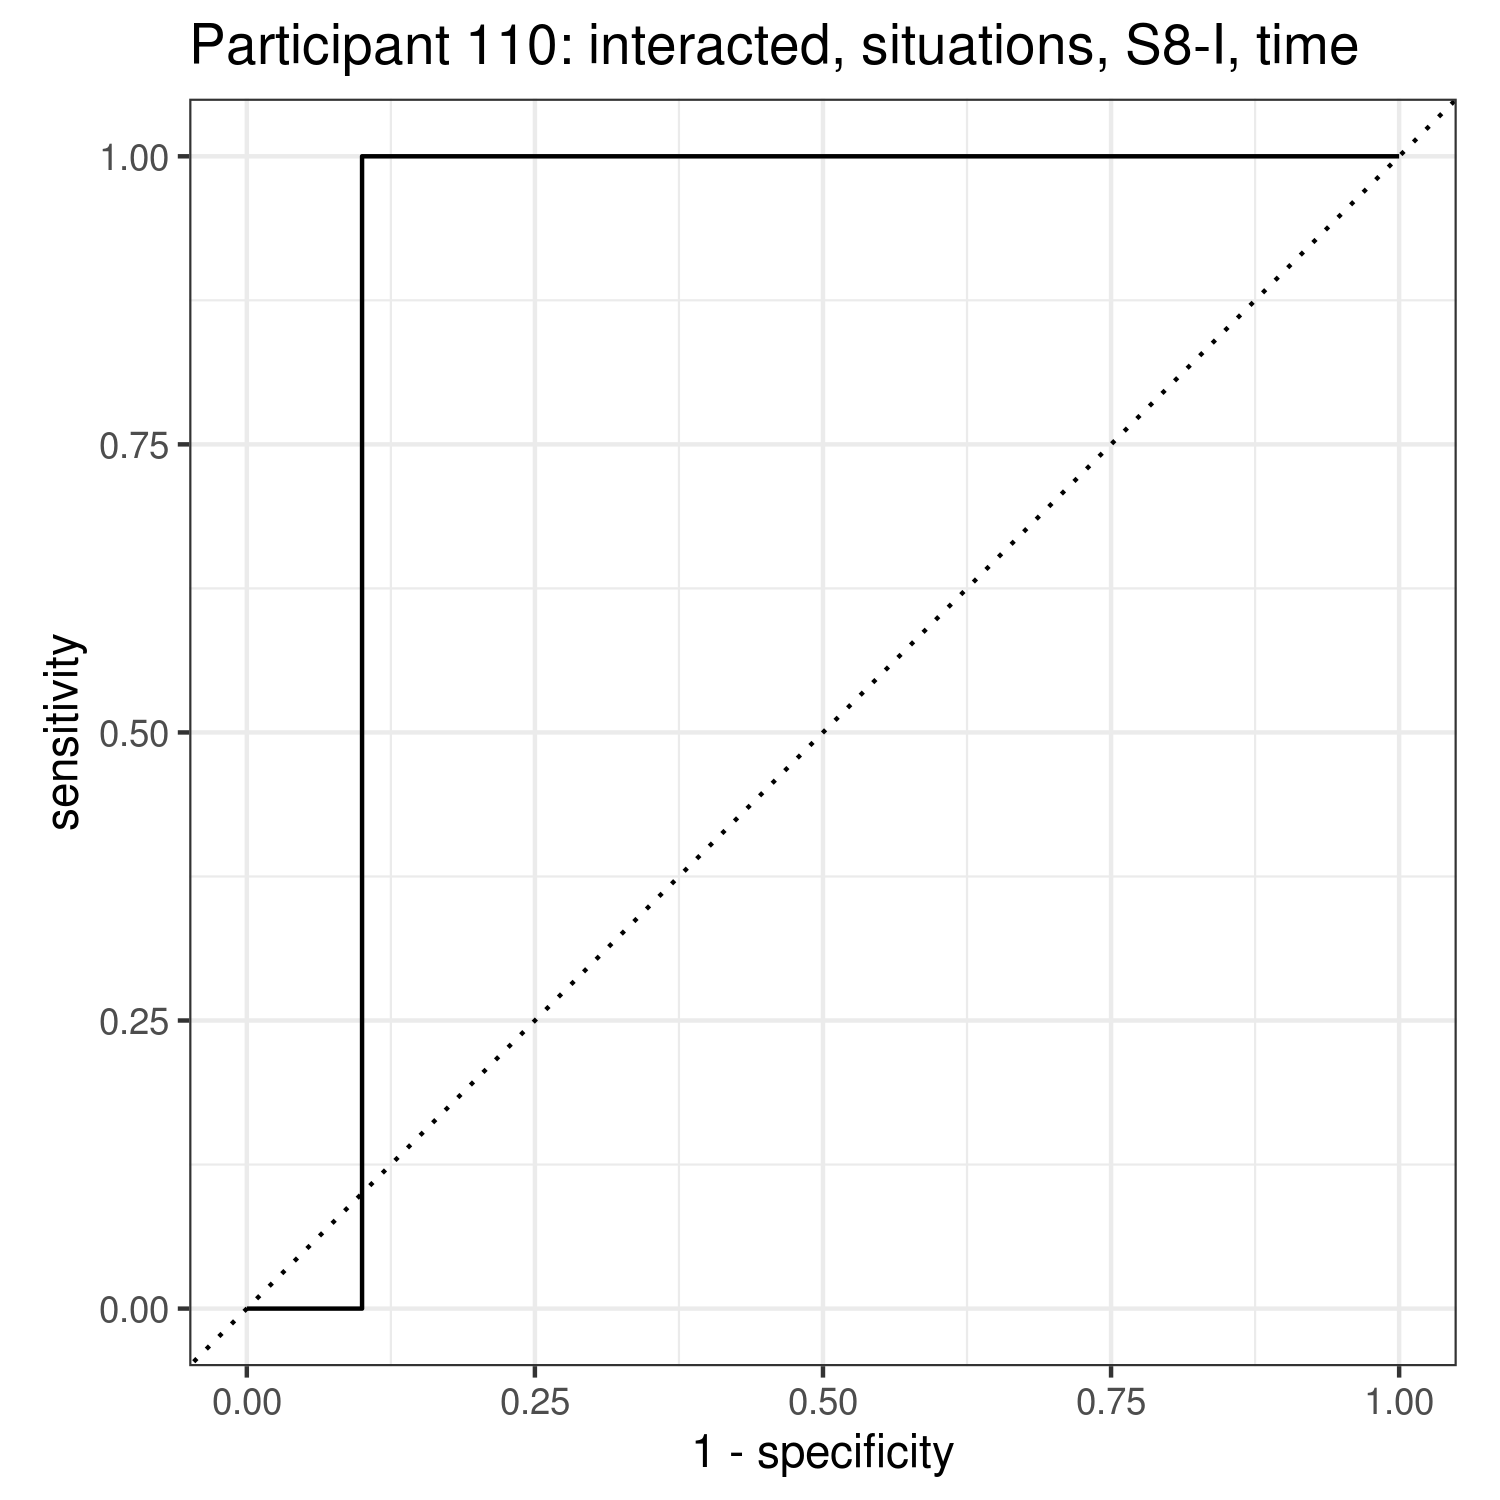 Participant 110: interacted, situations, S8-I, time
1.00
0.75
0.50
0.25
0.00
sensitivity
0.00 0.25 0.50 0.75 1.00
1 - specificity